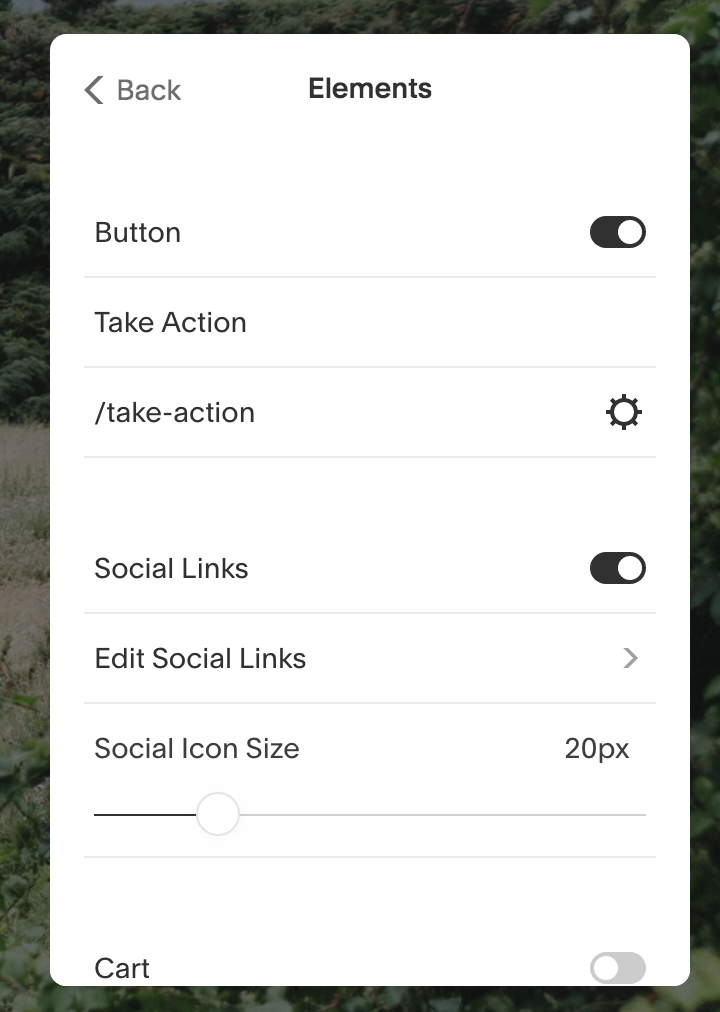 Back
Elements
Button
Take Action
/take-action
Social Links
Edit Social Links
Social Icon Size 20px
Cart